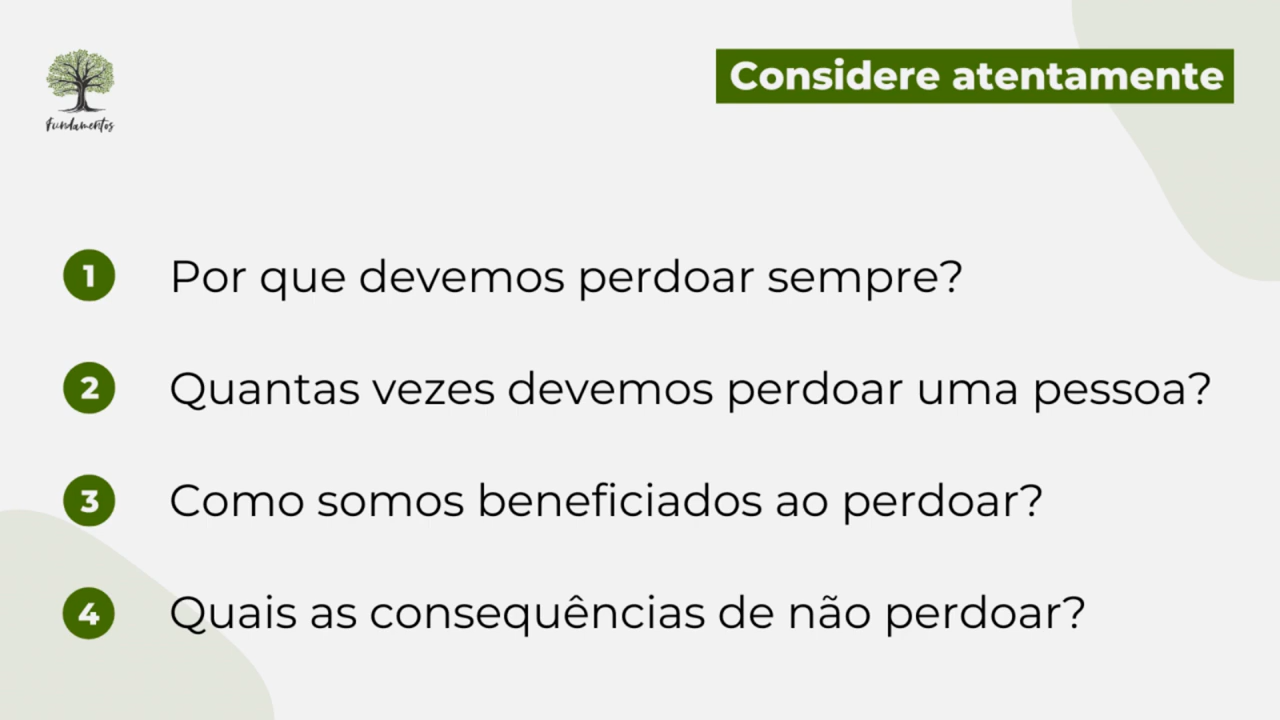 Fundamentos
Considere atentamente
1 Por que devemos perdoar sempre?
2 Quantas vezes devemos perdoar uma pessoa?
3 Como somos beneficiados ao perdoar?
4 Quais as consequências de não perdoar?